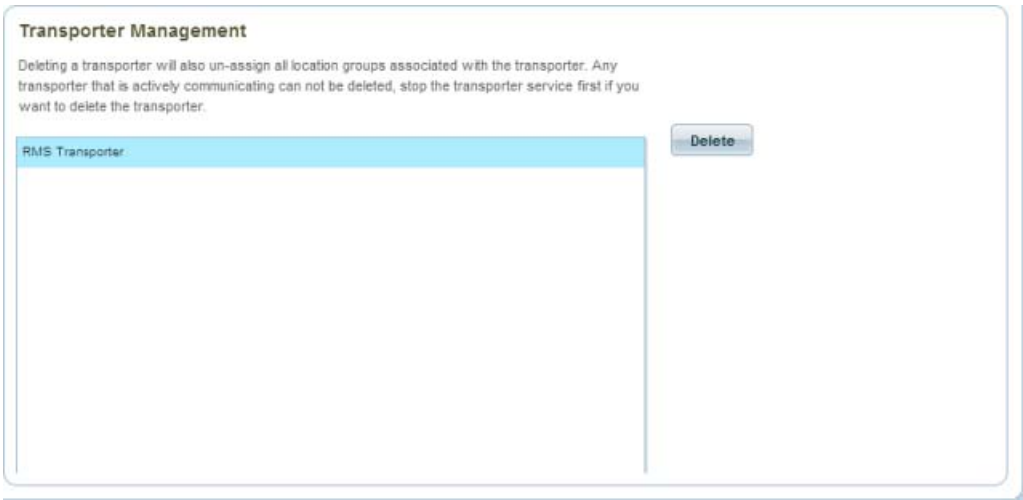 Transporter Management
Deleting a transporter will also un-assign all location groups associated with the transporter. Any
transporter that is actively communicating can not be deleted, stop the transporter service first if you
want to delete the transporter.
Delete
RMS Transporter